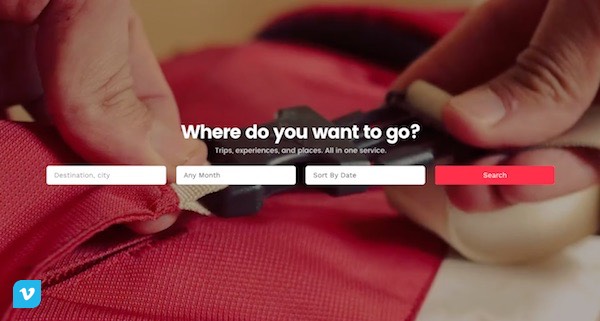 Where do you want to go?
Trips, experiences, and places. All in one service.
Destination, city
Any Month
Sort By Date
Search